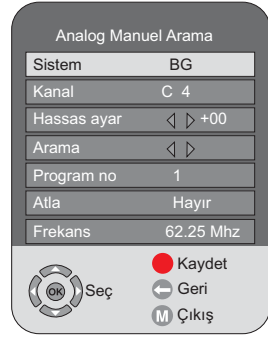 Analog Manuel Arama
Sistem BG
Kanal C 4
Hassas ayar +00
Arama
Program no 1
Atla Hayır
Frekans 62.25 Mhz
Kaydet
OK Seç Geri
M Çıkış